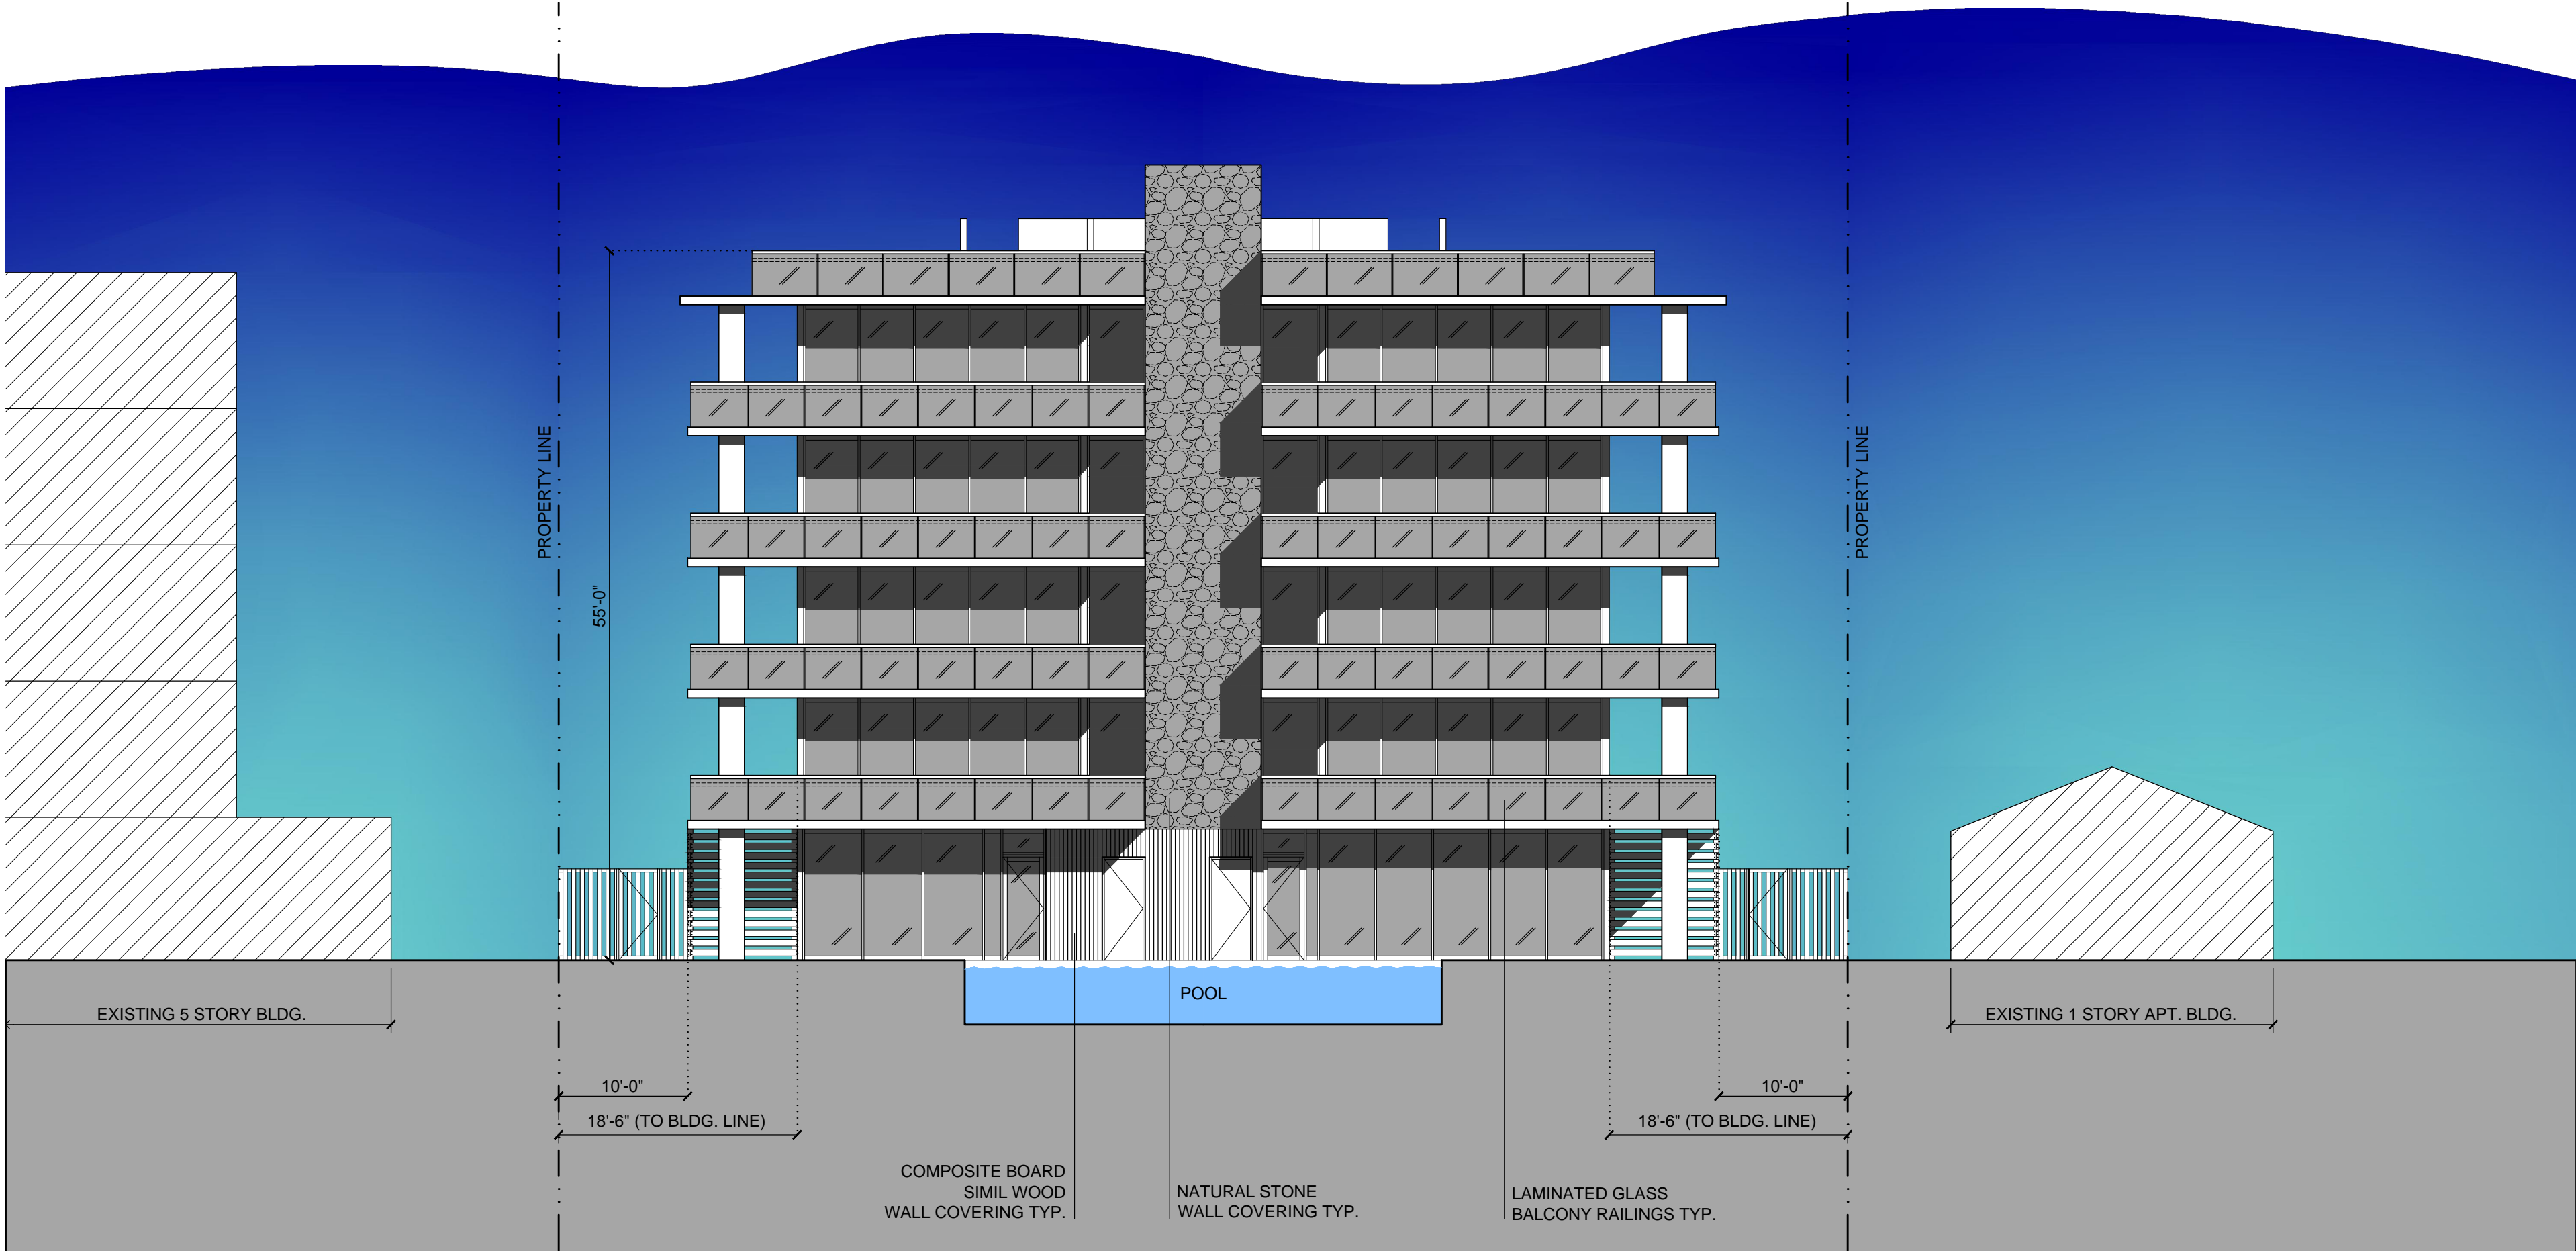 PROPERTY LINE
PROPERTY LINE
55'-0"
POOL
EXISTING 5 STORY BLDG.
EXISTING 1 STORY APT. BLDG.
10'-0"
10'-0"
18'-6" (TO BLDG. LINE)
18'-6" (TO BLDG. LINE)
COMPOSITE BOARD
SIMIL WOOD
WALL COVERING TYP.
NATURAL STONE
WALL COVERING TYP.
LAMINATED GLASS
BALCONY RAILINGS TYP.